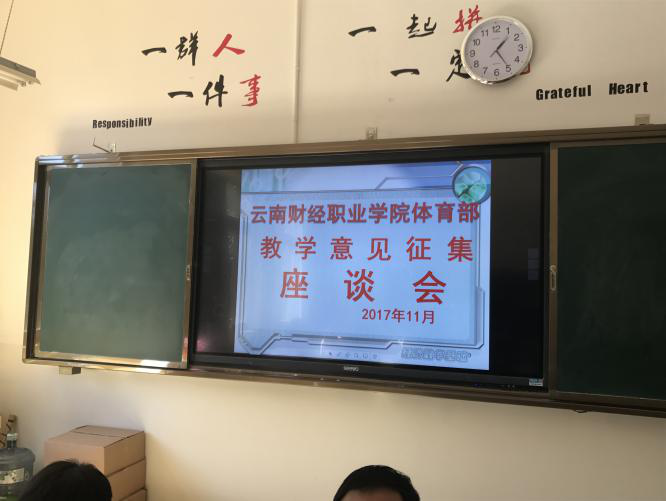 一群人
一件事
一起拼
一定
Responsibility
Grateful Heart
云南财经职业学院体育部
教学意见征集
座谈会
2017年11月